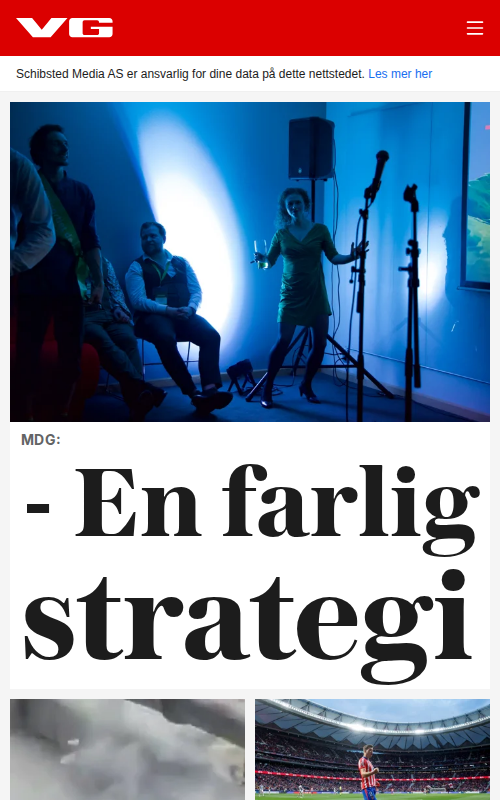 VG
Schibsted Media AS er ansvarlig for dine data på dette nettstedet. Les mer her
MDG:
- En farlig
strategi